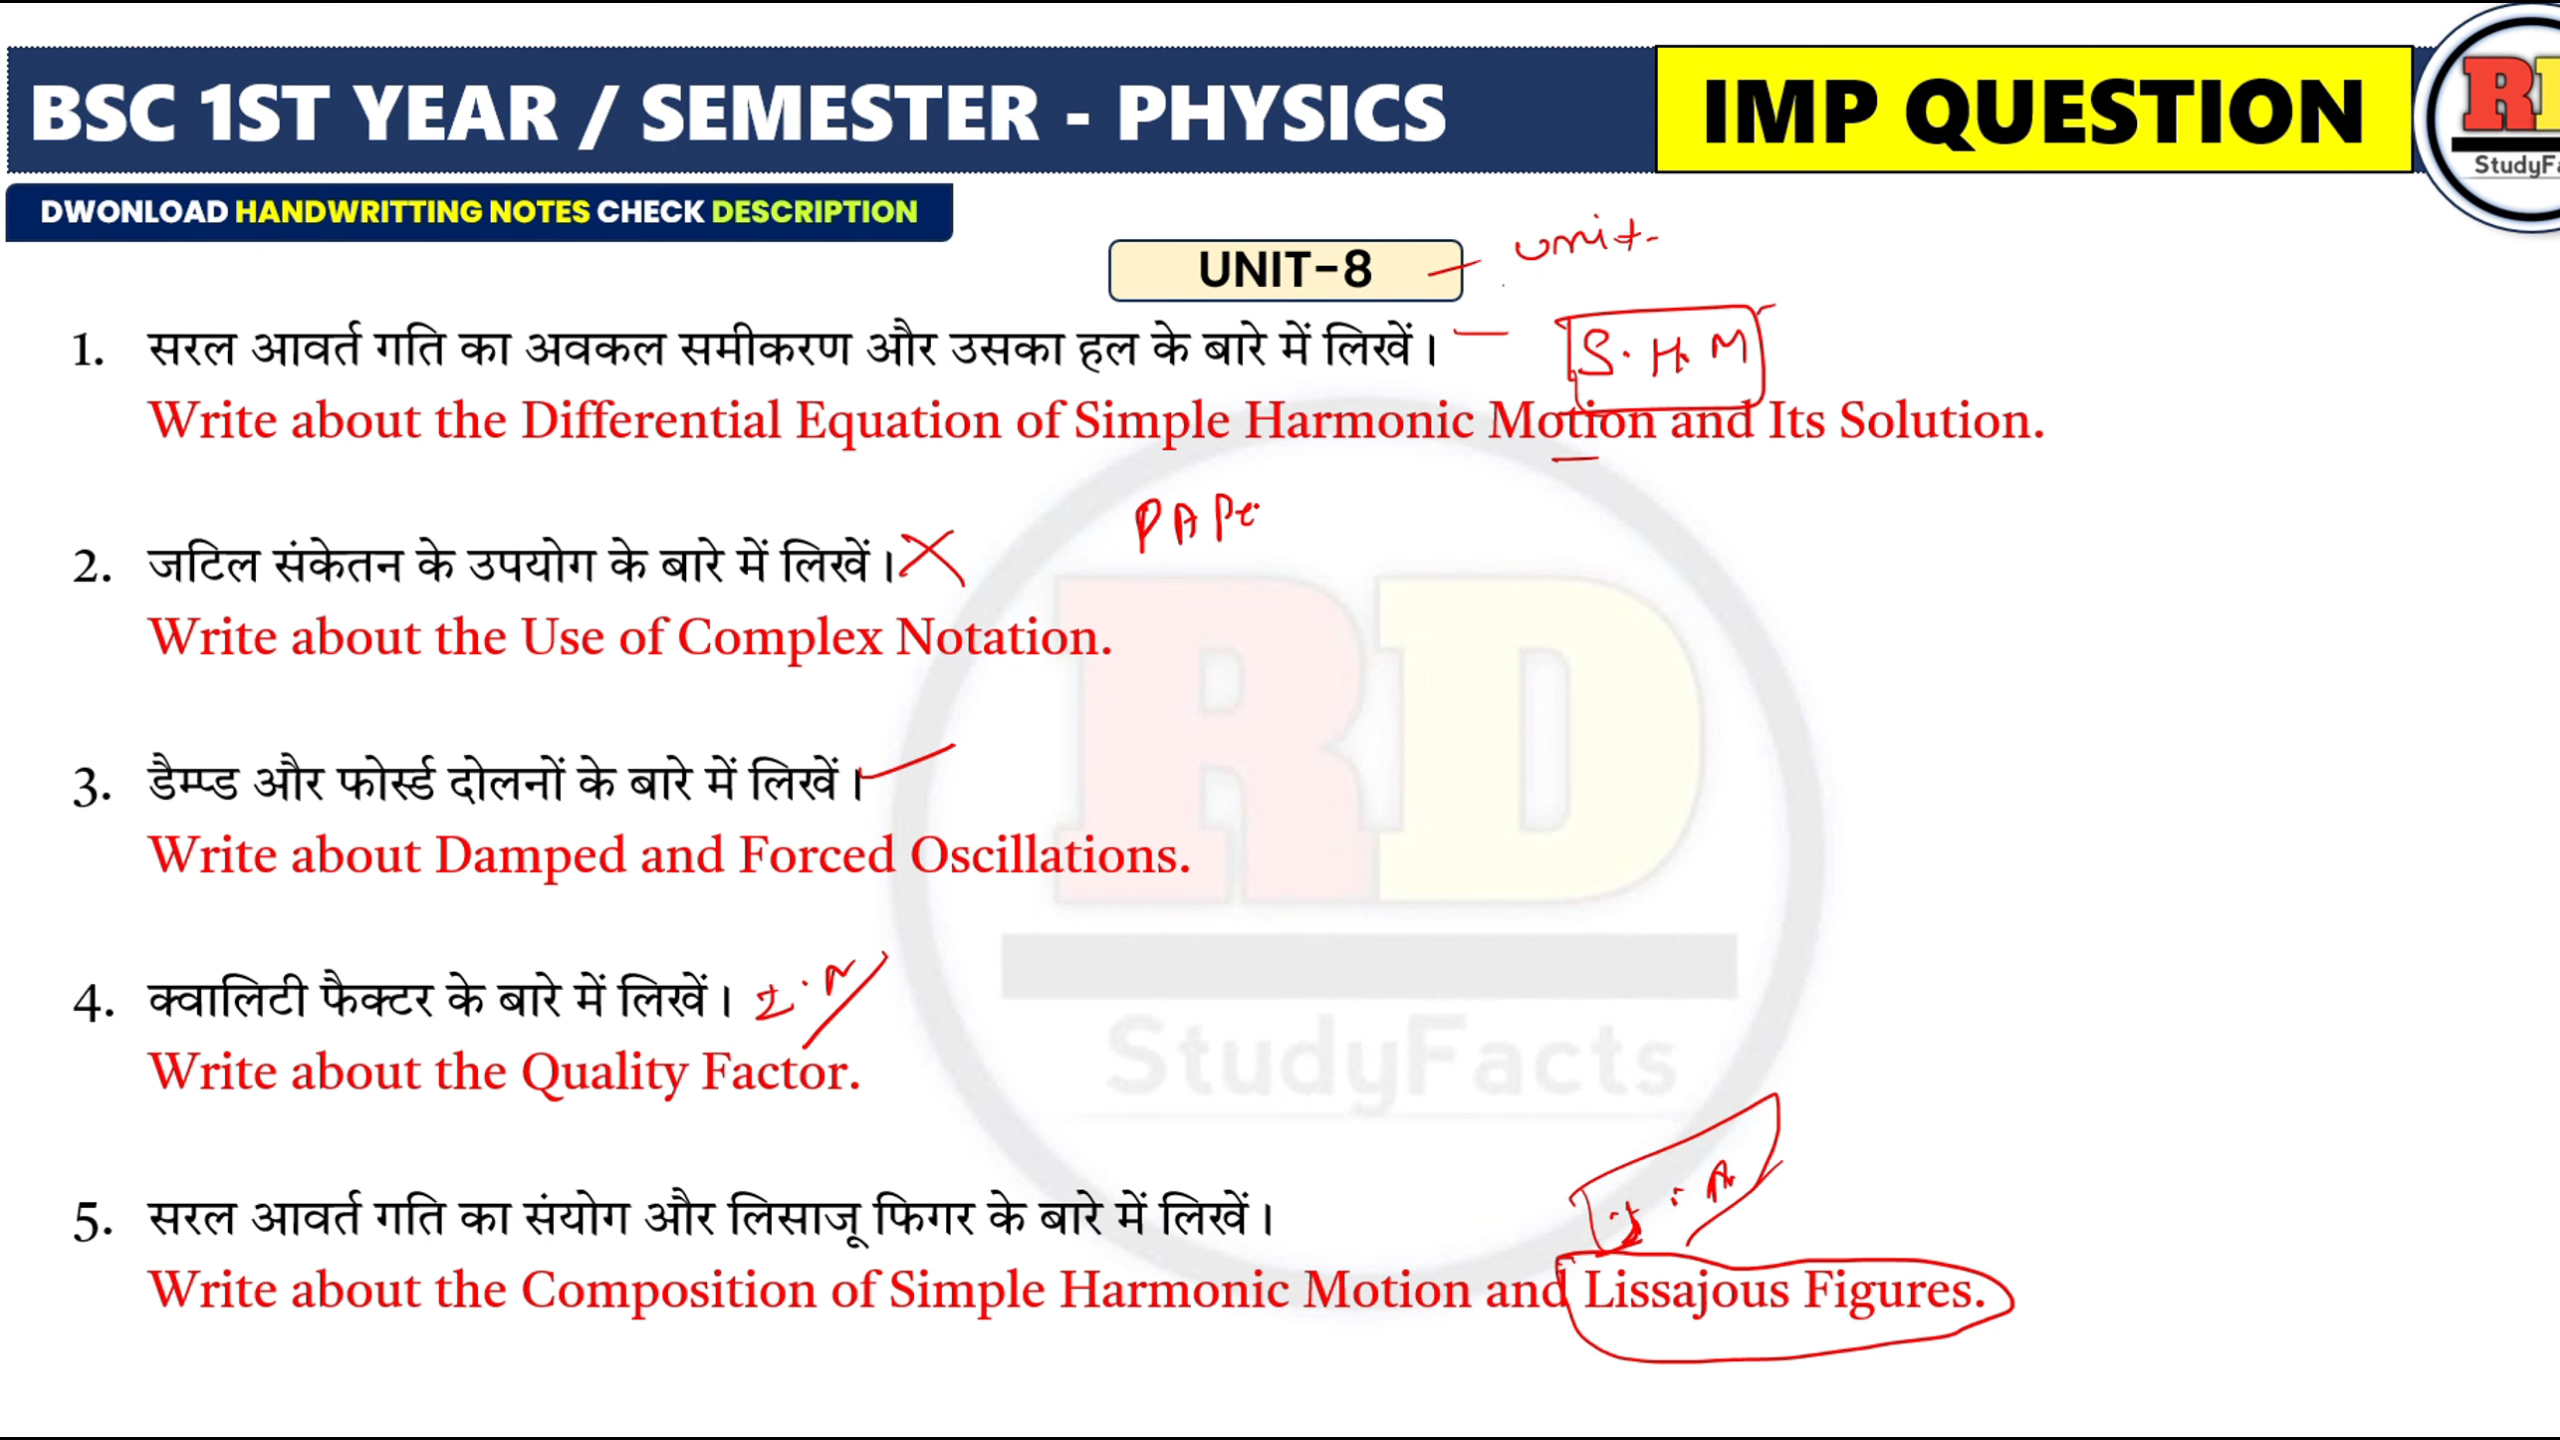 BSC 1ST YEAR / SEMESTER - PHYSICS
IMP QUESTION
DWONLOAD HANDWRITTING NOTES CHECK DESCRIPTION
UNIT-8
unit-
1. सरल आवर्त गति का अवकल समीकरण और उसका हल के बारे में लिखें।
S.H.M
Write about the Differential Equation of Simple Harmonic Motion and Its Solution.
2. जटिल संकेतन के उपयोग के बारे में लिखें।
Write about the Use of Complex Notation.
3. डैम्प्ड और फोर्स्ड दोलनों के बारे में लिखें।
Write about Damped and Forced Oscillations.
4. क्वालिटी फैक्टर के बारे में लिखें।
Write about the Quality Factor.
5. सरल आवर्त गति का संयोग और लिसाजू फिगर के बारे में लिखें।
Write about the Composition of Simple Harmonic Motion and Lissajous Figures.
RD
StudyFacts